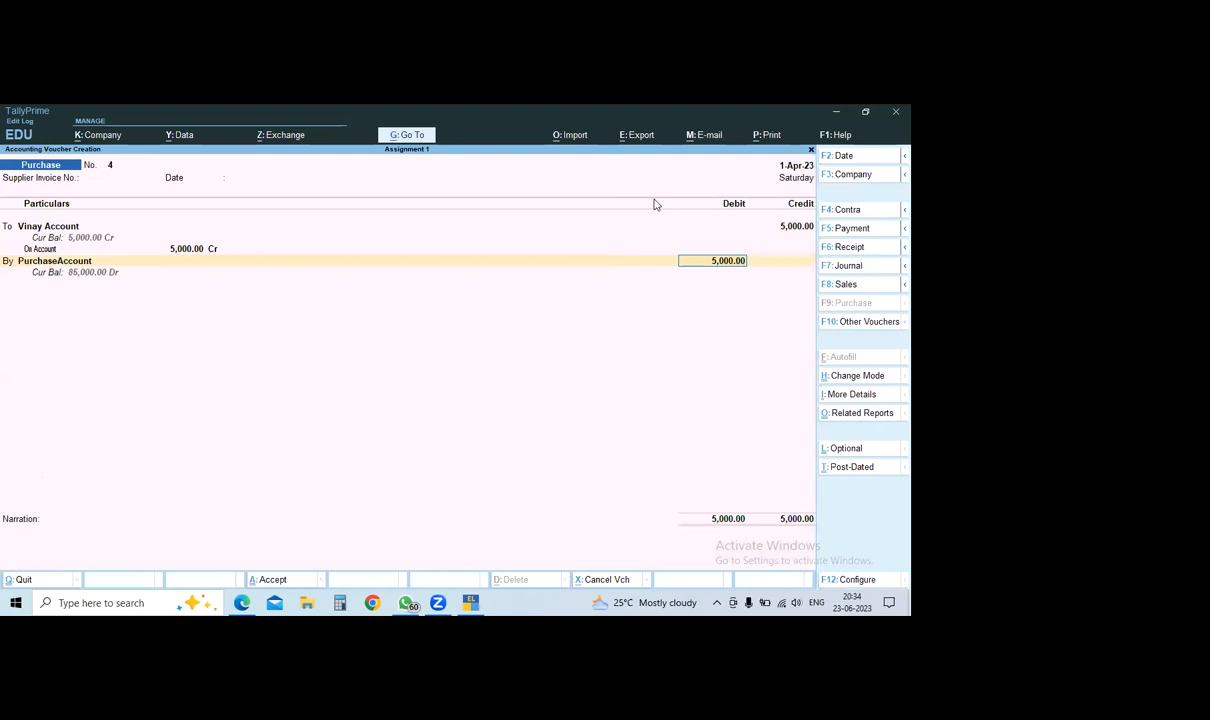 TallyPrime
Edit Log
EDU
MANAGE
K: Company Y: Data Z: Exchange G: Go To O: Import E: Export M: E-mail P: Print F1: Help
Accounting Voucher Creation Assignment 1
Purchase No. 4 1-Apr-23
Supplier Invoice No.: Date : Saturday
Particulars Debit Credit
To Vinay Account 5,000.00
Cur Bal: 5,000.00 Cr
On Account 5,000.00 Cr
By PurchaseAccount 5,000.00
Cur Bal: 85,000.00 Dr
Narration: 5,000.00 5,000.00
F2: Date
F3: Company
F4: Contra
F5: Payment
F6: Receipt
F7: Journal
F8: Sales
F9: Purchase
F10: Other Vouchers
F: Autofill
H: Change Mode
I: More Details
O: Related Reports
L: Optional
T: Post-Dated
Activate Windows
Go to Settings to activate Windows.
Q: Quit A: Accept D: Delete X: Cancel Vch F12: Configure
Type here to search 60 EL 25°C Mostly cloudy ENG 20:34
23-06-2023